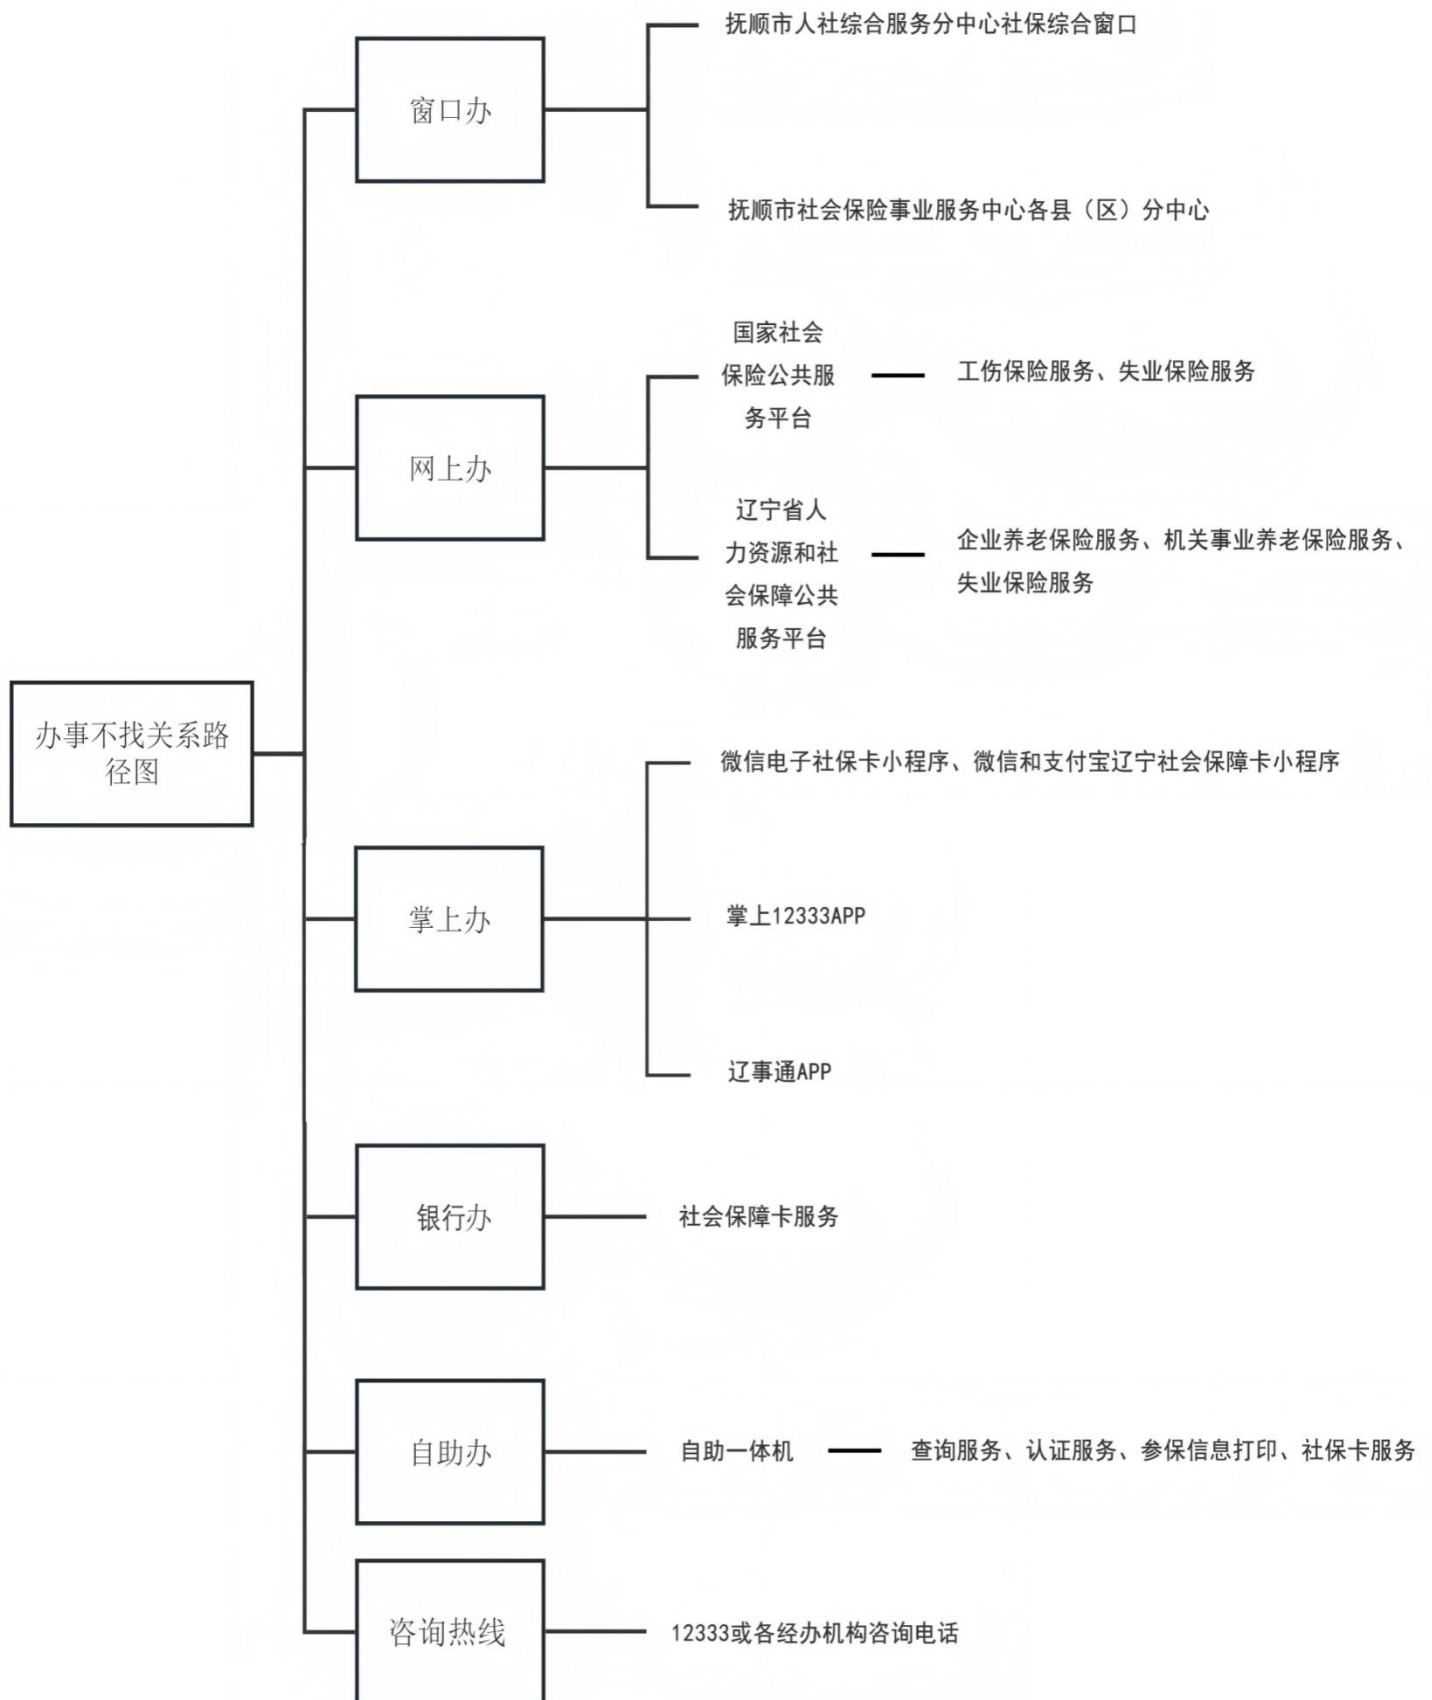 办事不找关系路
径图
窗口办
抚顺市人社综合服务分中心社保综合窗口
抚顺市社会保险事业服务中心各县（区）分中心
网上办
国家社会
保险公共服
务平台
工伤保险服务、失业保险服务
辽宁省人
力资源和社
会保障公共
服务平台
企业养老保险服务、机关事业养老保险服务、
失业保险服务
掌上办
微信电子社保卡小程序、微信和支付宝辽宁社会保障卡小程序
掌上12333APP
辽事通APP
银行办
社会保障卡服务
自助办
自助一体机
查询服务、认证服务、参保信息打印、社保卡服务
咨询热线
12333或各经办机构咨询电话